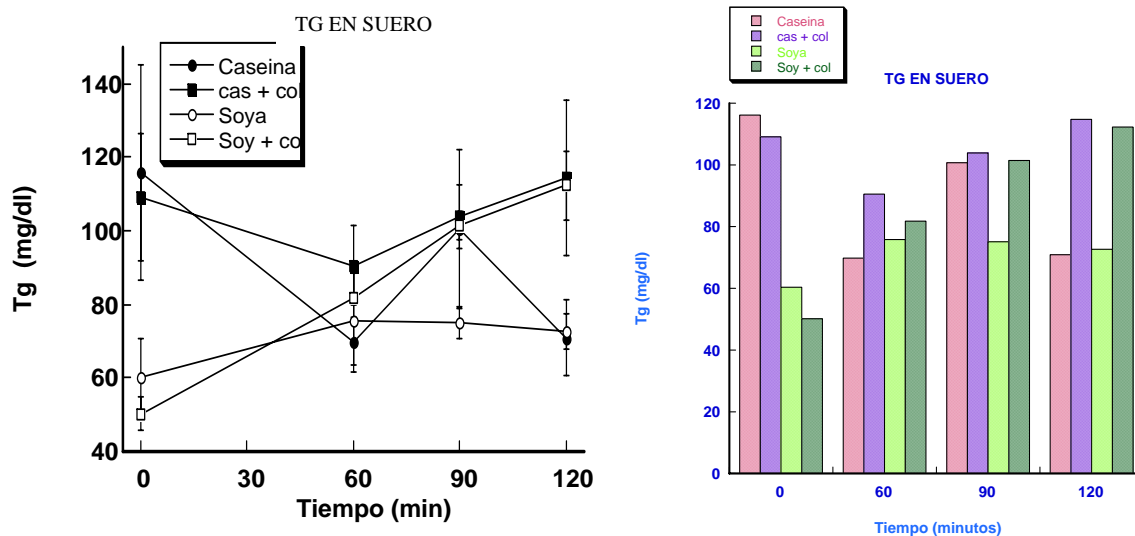 TG EN SUERO
Caseina
cas + col
Soya
Soy + co
140
120
100
80
60
40
Tg (mg/dl)
0 30 60 90 120
Tiempo (min)
Caseina
cas + col
Soya
Soy + col
TG EN SUERO
120
100
80
60
40
20
0
Tg (mg/dl)
0 60 90 120
Tiempo (minutos)